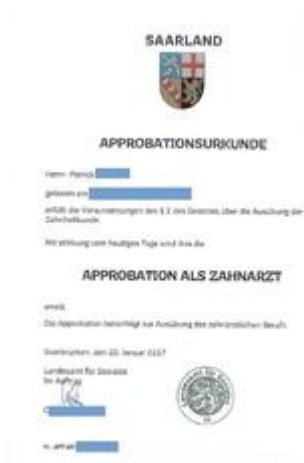 SAARLAND
APPROBATIONSURKUNDE
Herrn Patrick
geboren am
erfüllt die Voraussetzungen des § 2 des Gesetzes über die Ausübung der
Zahnheilkunde.
Mit Wirkung vom heutigen Tage wird ihm die
APPROBATION ALS ZAHNARZT
erteilt.
Die Approbation berechtigt zur Ausübung des zahnärztlichen Berufs.
Saarbrücken, den Januar
Landesamt für Soziales
Im Auftrag